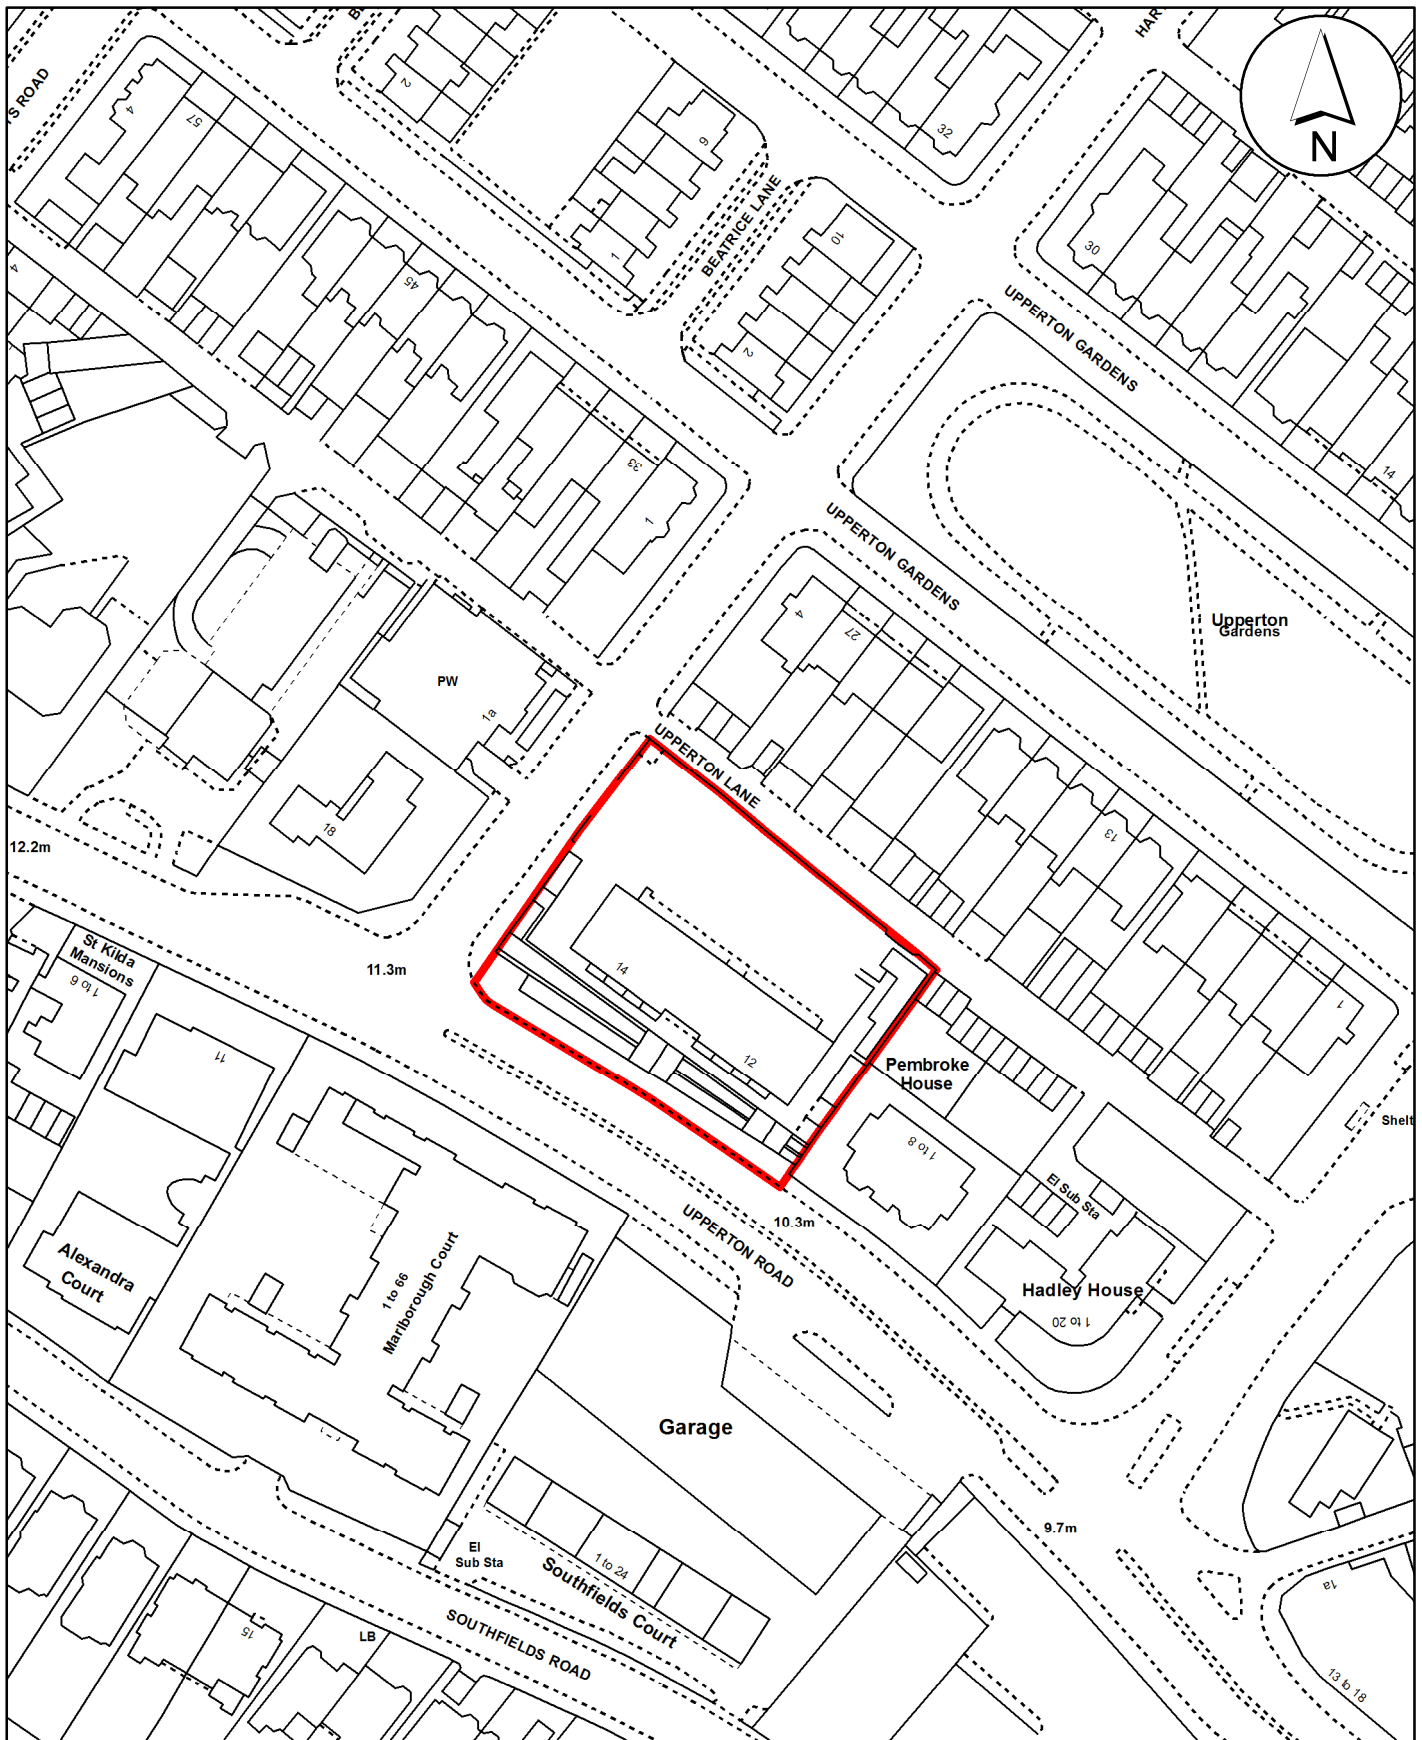 HAR
S ROAD
4
57
2
9
32
N
BEATRICE LANE
1
10
2
30
4
45
UPPERTON GARDENS
33
1
14
UPPERTON GARDENS
4
27
Upperton
Gardens
PW
1a
UPPERTON LANE
18
12.2m
13
St Kilda
Mansions
1 to 6
11.3m
14
12
1
11
Pembroke
House
1 to 8
Shelt
El Sub Sta
UPPERTON ROAD
10.3m
Alexandra
Court
1 to 66
Marlborough Court
Hadley House
1 to 20
Garage
9.7m
El
Sub Sta
1 to 24
Southfields Court
1a
15
LB
SOUTHFIELDS ROAD
13 to 18